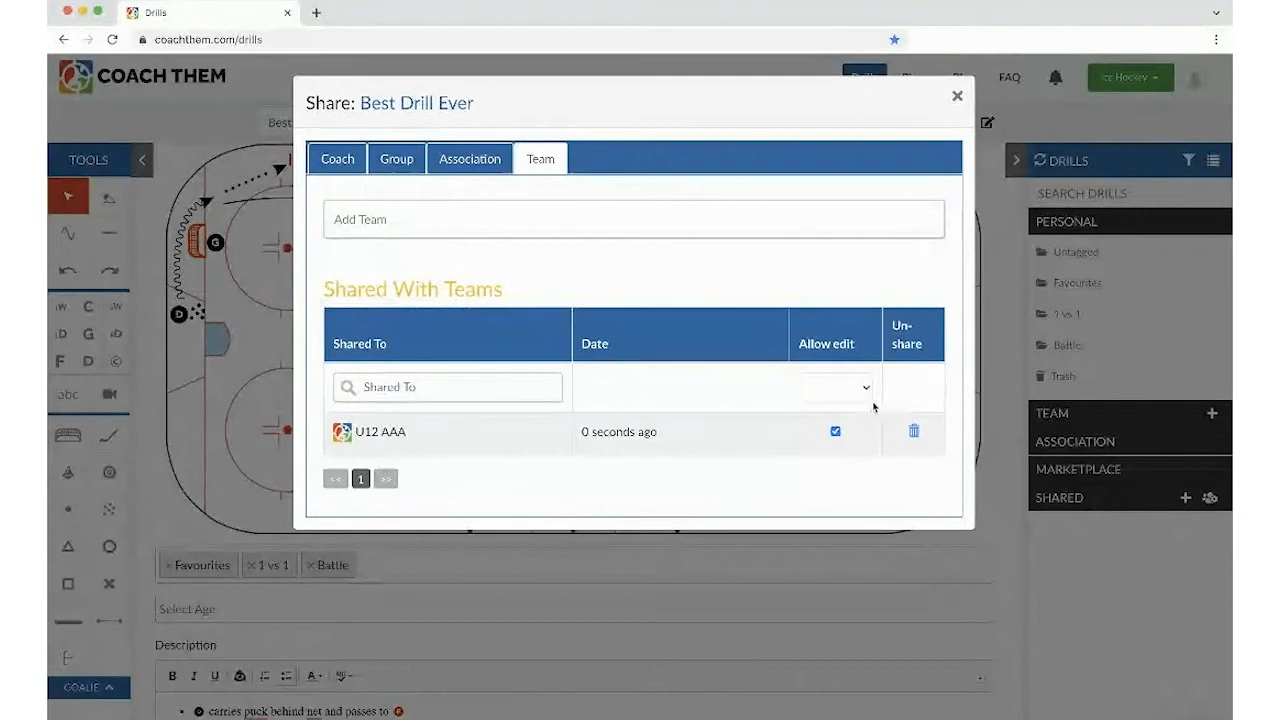 Drills
coachthem.com/drills
COACH THEM
FAQ
Ice Hockey
Share: Best Drill Ever
Best
TOOLS
Coach
Group
Association
Team
DRILLS
SEARCH DRILLS
Add Team
PERSONAL
Untagged
G
Favourites
Shared With Teams
W C W
D
1 vs 1
D G D
Shared To
Date
Allow edit
Un-
share
Battle
F D C
Shared To
Trash
abc
TEAM
U12 AAA
0 seconds ago
ASSOCIATION
MARKETPLACE
<< 1 >>
SHARED
× Favourites
× 1 vs 1
× Battle
Select Age
Description
B I U A
GOALIE
carries puck behind net and passes to